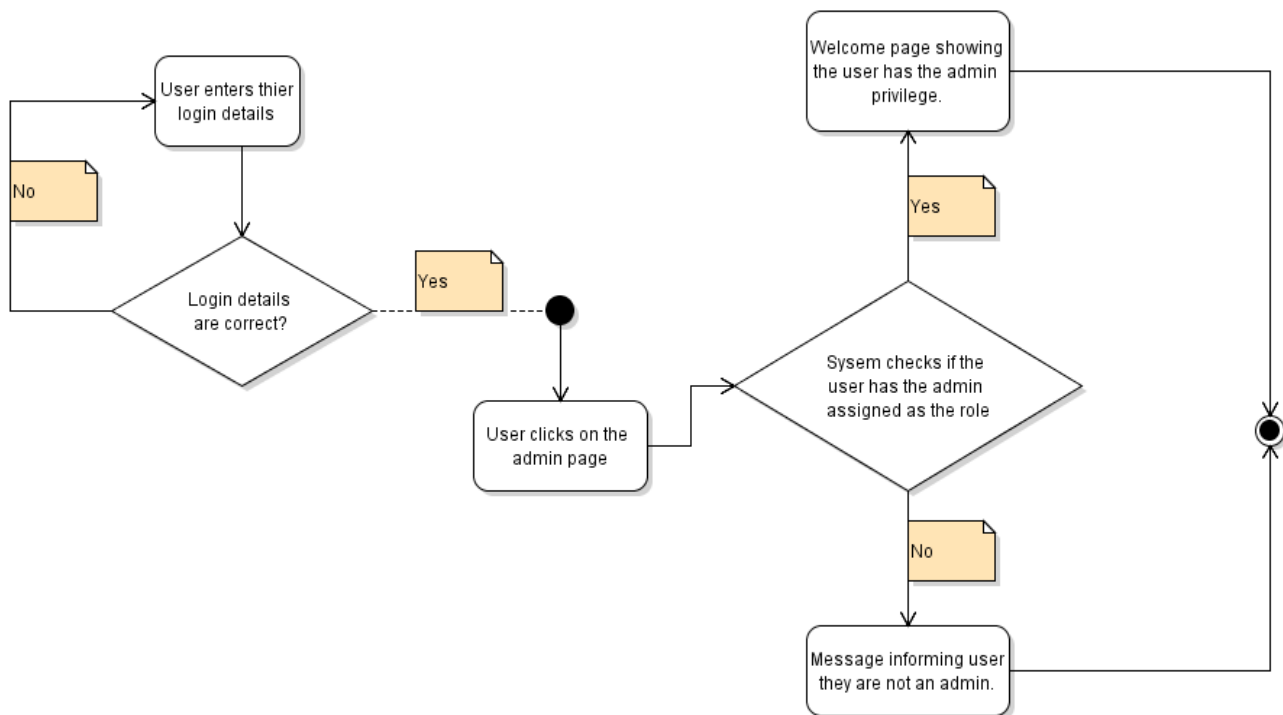 User enters thier
login details
No
Login details
are correct?
Yes
User clicks on the
admin page
Welcome page showing
the user has the admin
privilege.
Yes
Sysem checks if the
user has the admin
assigned as the role
No
Message informing user
they are not an admin.